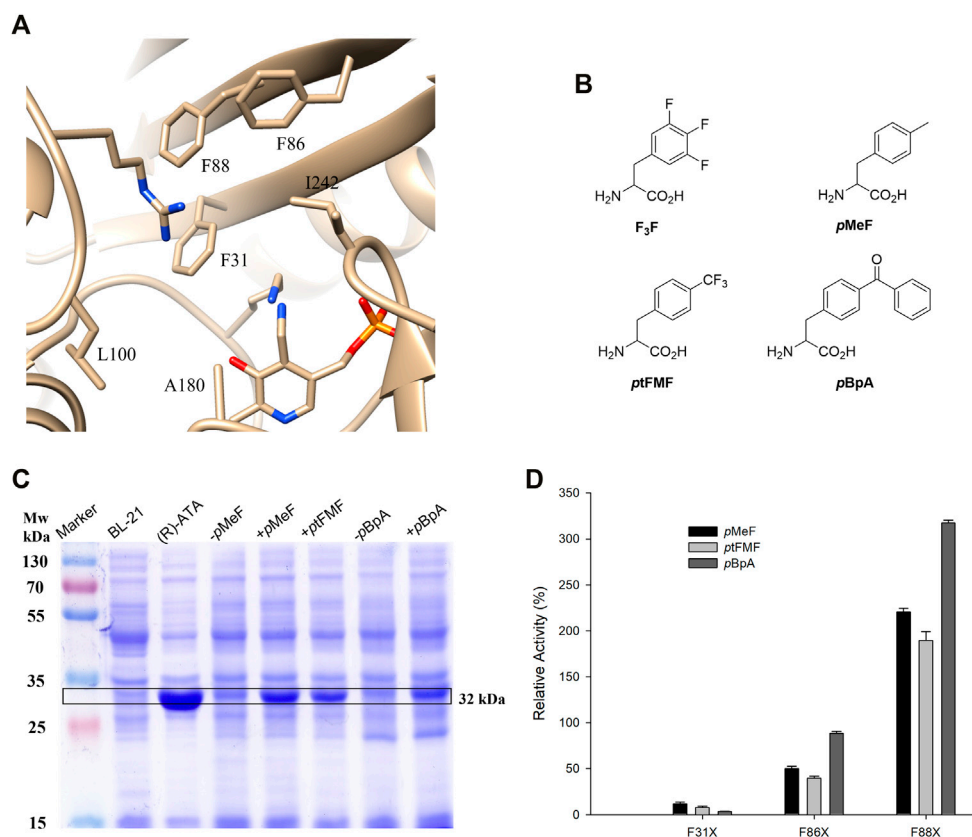 A
F88
F86
I242
F31
L100
A180
B
F
F
F
H₂N
CO₂H
F₃F
H₂N
CO₂H
pMeF
CF₃
H₂N
CO₂H
ptFMF
O
H₂N
CO₂H
pBpA
C
Mw
kDa
Marker
BL-21
(R)-ATA
-pMeF
+pMeF
+ptFMF
-pBpA
+pBpA
130
70
55
35
32 kDa
25
15
D
Relative Activity (%)
350
300
250
200
150
100
50
0
pMeF
ptFMF
pBpA
F31X
F86X
F88X